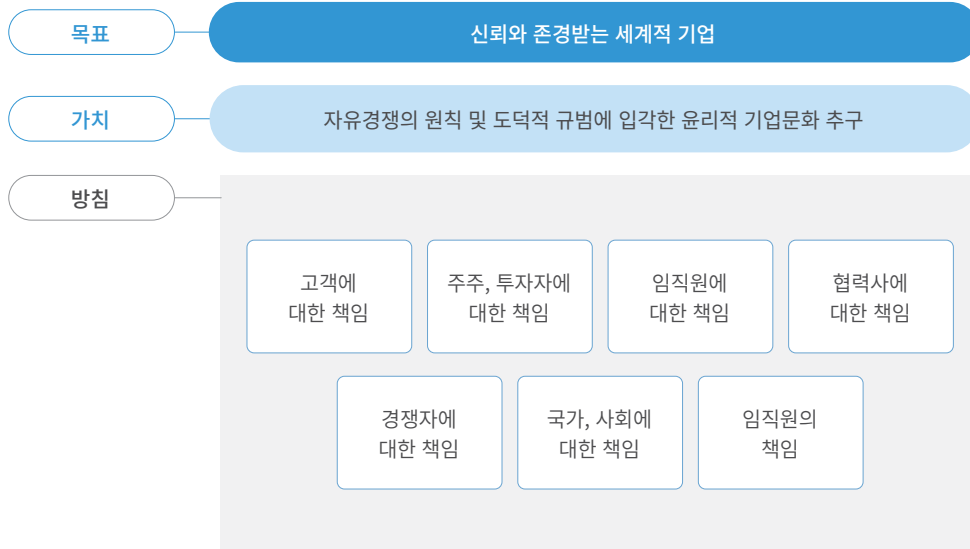 목표
신뢰와 존경받는 세계적 기업
가치
자유경쟁의 원칙 및 도덕적 규범에 입각한 윤리적 기업문화 추구
방침
고객에
대한 책임
주주, 투자자에
대한 책임
임직원에
대한 책임
협력사에
대한 책임
경쟁자에
대한 책임
국가, 사회에
대한 책임
임직원의
책임